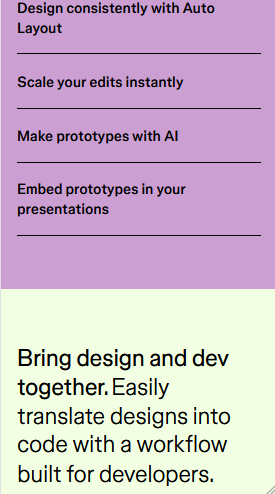 Design consistently with Auto
Layout
Scale your edits instantly
Make prototypes with AI
Embed prototypes in your
presentations
Bring design and dev
together. Easily
translate designs into
code with a workflow
built for developers.